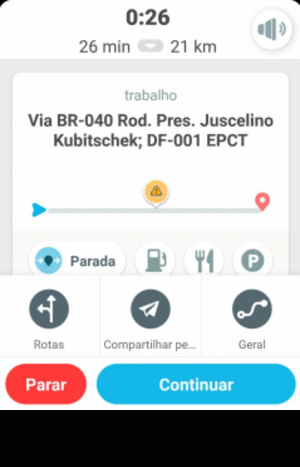 0:26
26 min 21 km
trabalho
Via BR-040 Rod. Pres. Juscelino
Kubitschek; DF-001 EPCT
Parada
P
Rotas
Compartilhar pe...
Geral
Parar
Continuar